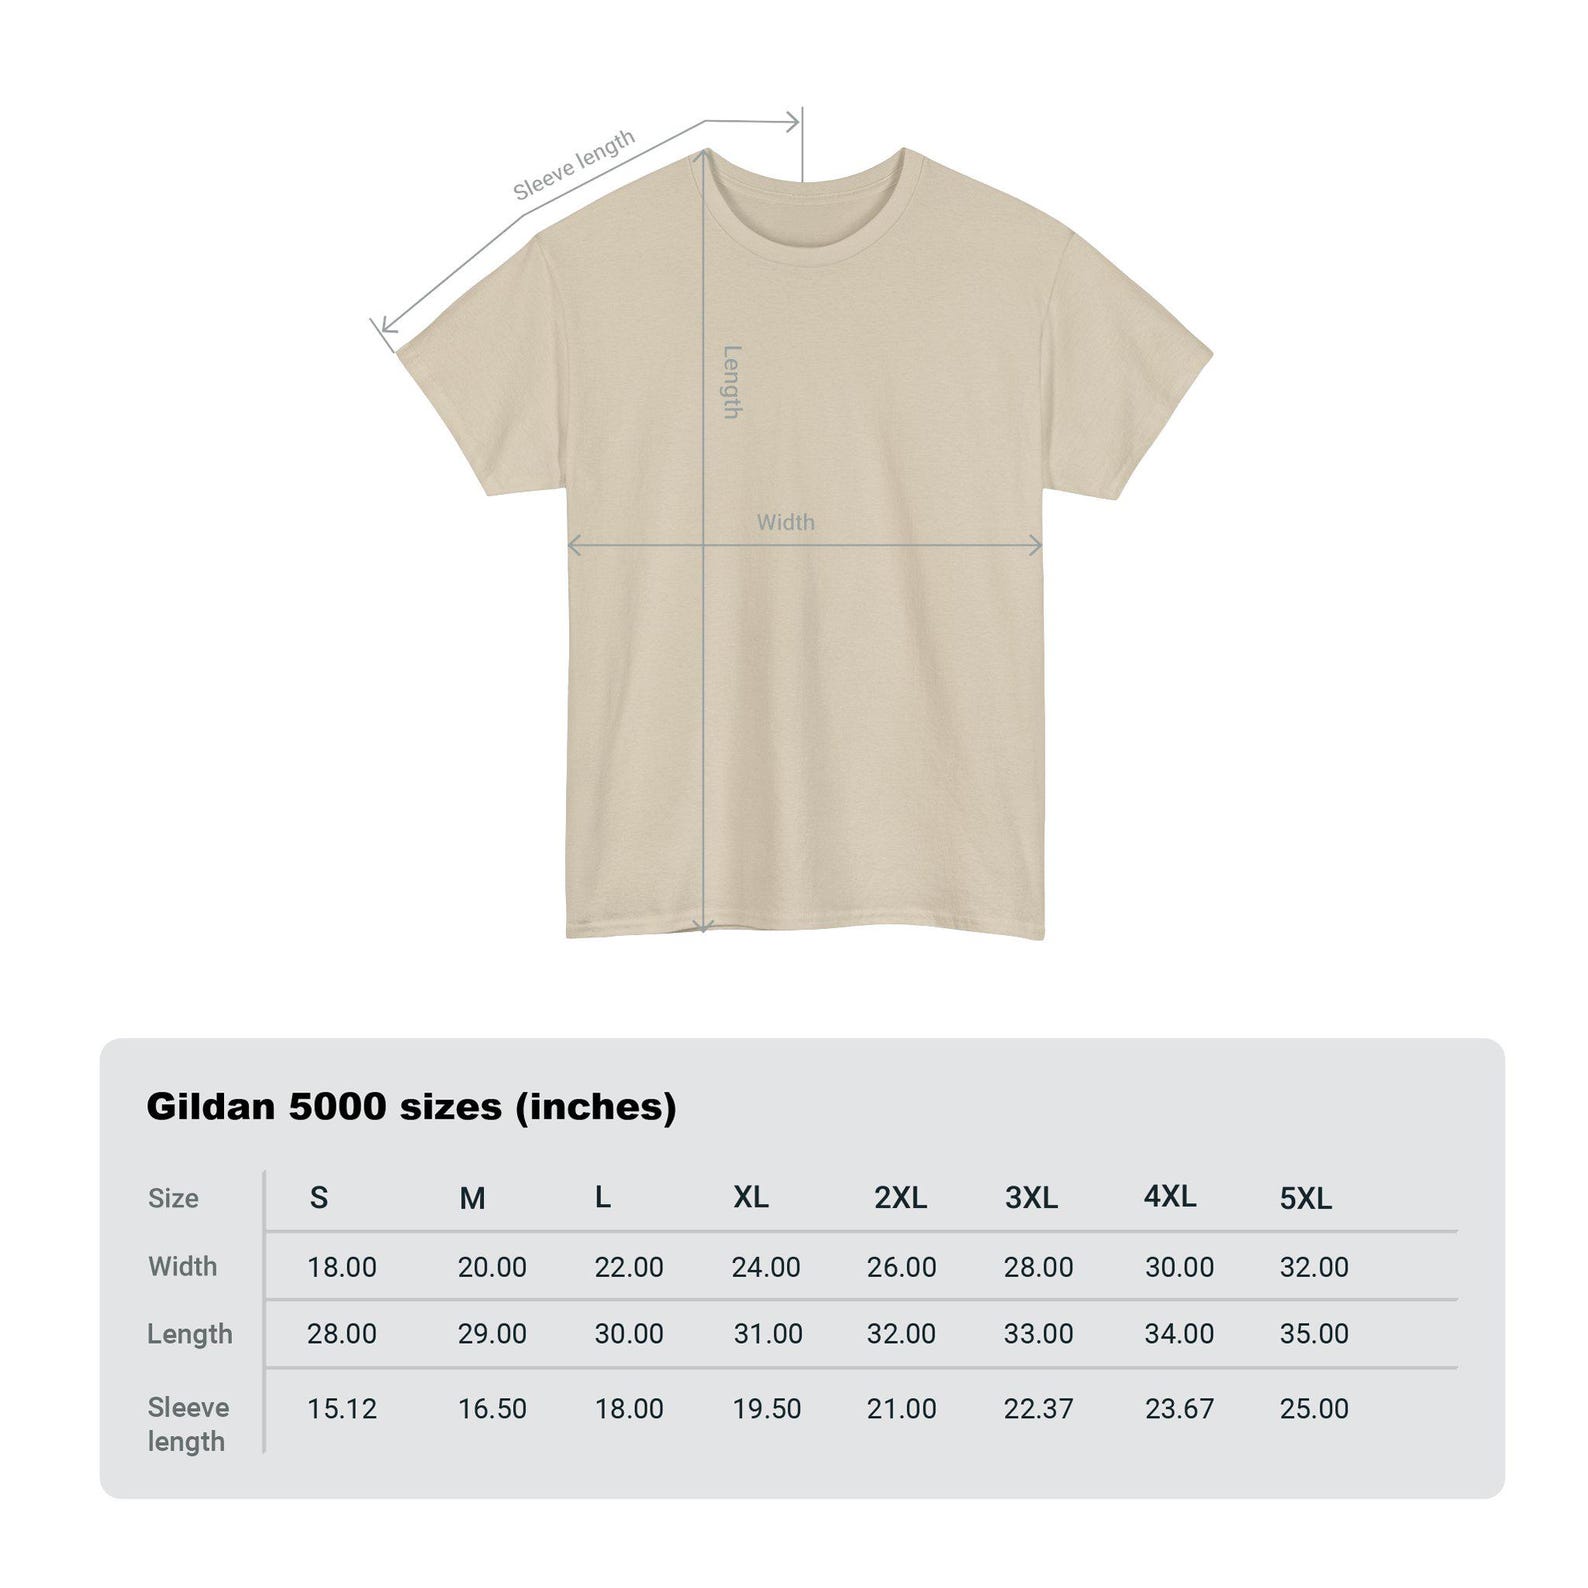 Sleeve length
Length
Width
Gildan 5000 sizes (inches)
Size S M L XL 2XL 3XL 4XL 5XL
Width 18.00 20.00 22.00 24.00 26.00 28.00 30.00 32.00
Length 28.00 29.00 30.00 31.00 32.00 33.00 34.00 35.00
Sleeve length 15.12 16.50 18.00 19.50 21.00 22.37 23.67 25.00